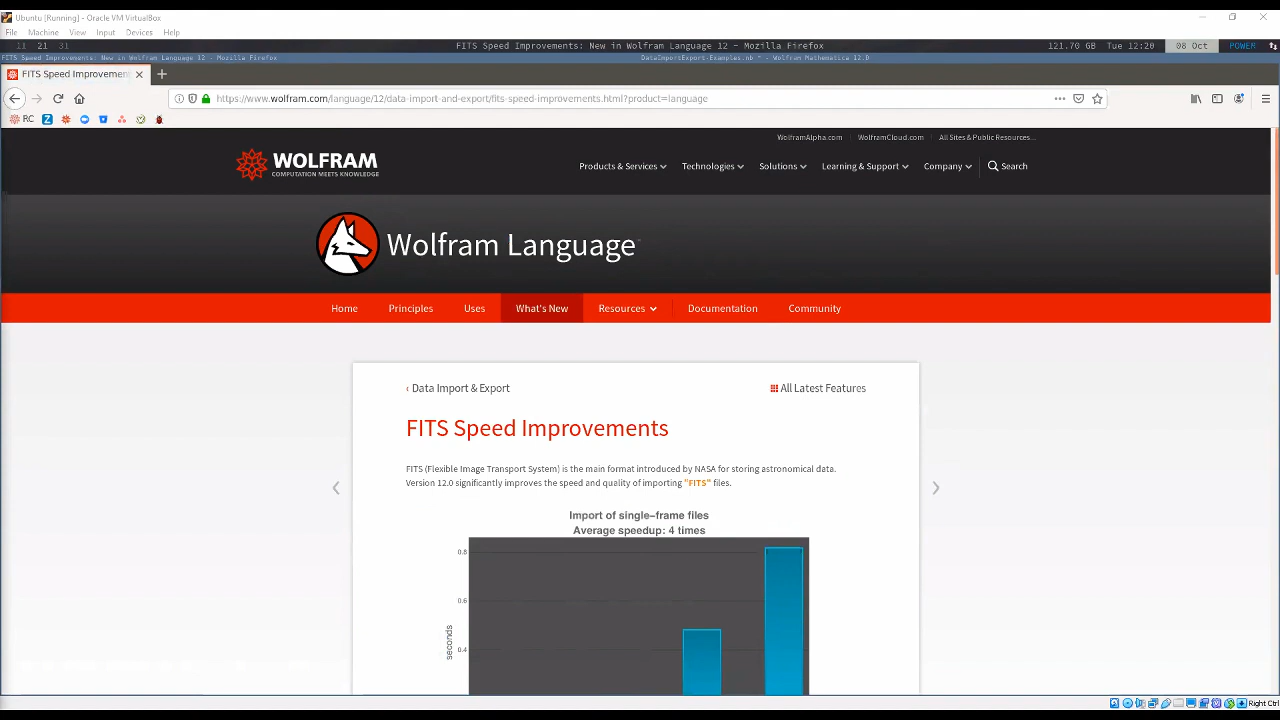 Ubuntu [Running] - Oracle VM VirtualBox
File Machine View Input Devices Help
11 21 31 FITS Speed Improvements: New in Wolfram Language 12 - Mozilla Firefox 121.70 GB Tue 12:20 08 Oct POWER
FITS Speed Improvements: New in Wolfram Language 12 - Mozilla Firefox DataImportExport-Examples.nb * - Wolfram Mathematica 12.0
FITS Speed Improvement
https://www.wolfram.com/language/12/data-import-and-export/fits-speed-improvements.html?product=language
RC
WolframAlpha.com WolframCloud.com All Sites & Public Resources...
WOLFRAM
COMPUTATION MEETS KNOWLEDGE
Products & Services Technologies Solutions Learning & Support Company Search
Wolfram Language
Home Principles Uses What's New Resources Documentation Community
‹ Data Import & Export All Latest Features
FITS Speed Improvements
FITS (Flexible Image Transport System) is the main format introduced by NASA for storing astronomical data.
Version 12.0 significantly improves the speed and quality of importing "FITS" files.
Import of single-frame files
Average speedup: 4 times
0.8
0.6
seconds
0.4
Right Ctrl